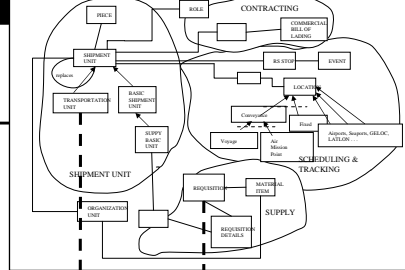 PIECE
ROLE
CONTRACTING
COMMERCIAL
BILL OF
LADING
SHIPMENT
UNIT
RS STOP
EVENT
replaces
LOCATI
TRANSPORTATION
UNIT
BASIC
SHIPMENT
UNIT
Conveyance
Fixed
SUPPY
BASIC
UNIT
Voyage
Air
Mission
Point
Airports, Seaports, GELOC,
LATLON . . .
SCHEDULING &
TRACKING
SHIPMENT UNIT
REQUISITION
MATERIAL
ITEM
ORGANIZATION
UNIT
SUPPLY
REQUISITION
DETAILS